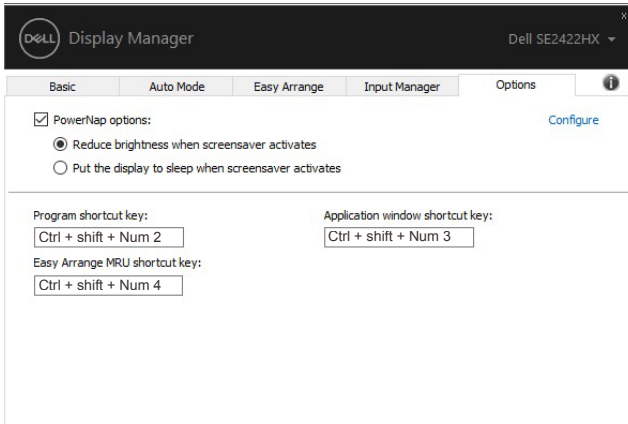 DELL Display Manager
Dell SE2422HX
x
Basic Auto Mode Easy Arrange Input Manager Options i
PowerNap options: Configure
Reduce brightness when screensaver activates
Put the display to sleep when screensaver activates
Program shortcut key: Application window shortcut key:
Ctrl + shift + Num 2 Ctrl + shift + Num 3
Easy Arrange MRU shortcut key:
Ctrl + shift + Num 4